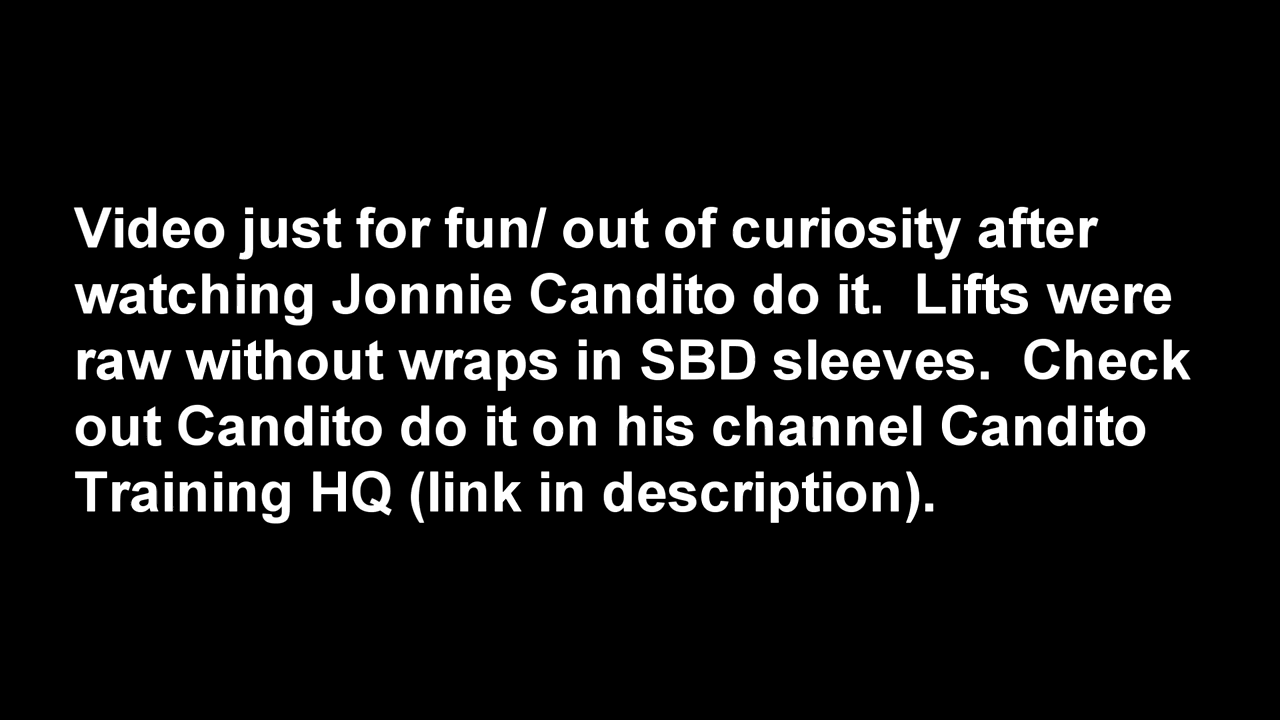 Video just for fun/ out of curiosity after
watching Jonnie Candito do it.  Lifts were
raw without wraps in SBD sleeves.  Check
out Candito do it on his channel Candito
Training HQ (link in description).